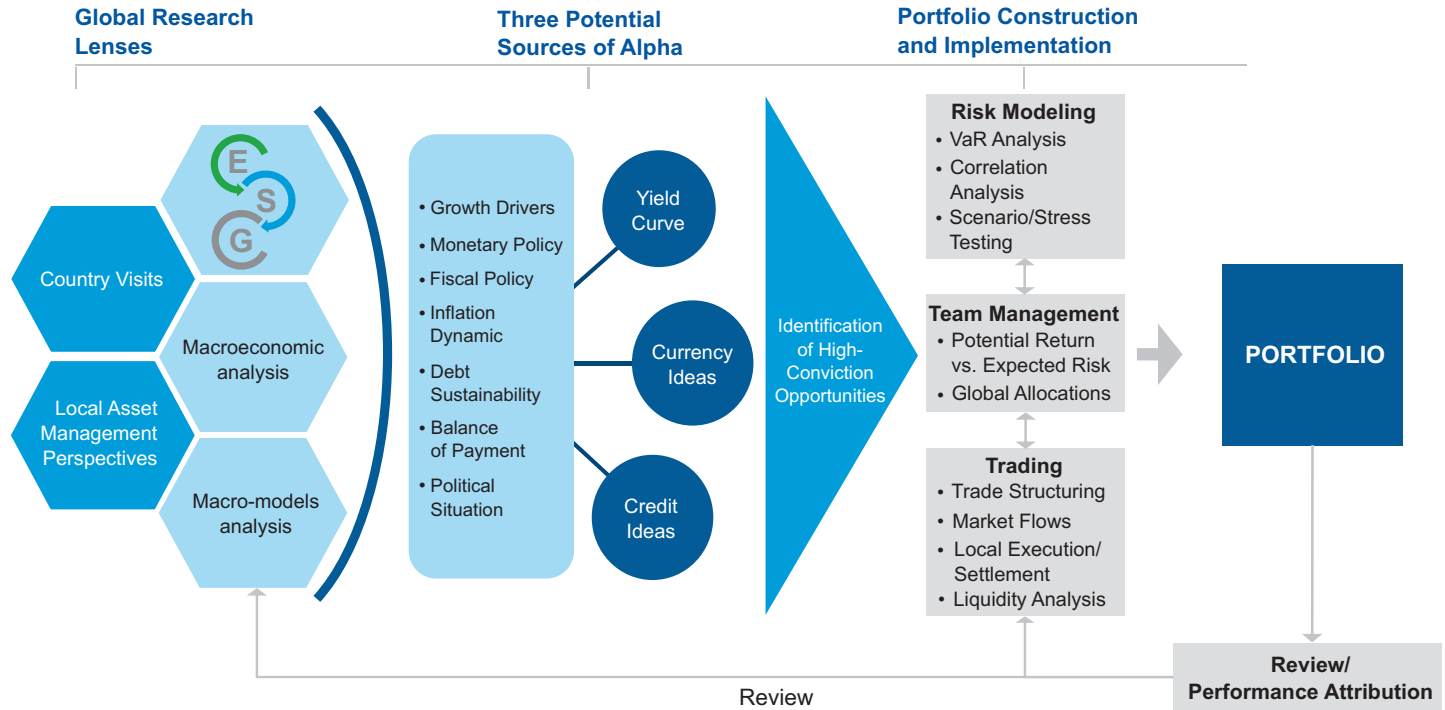 Global Research
Lenses
Three Potential
Sources of Alpha
Portfolio Construction
and Implementation
E
S
G
Country Visits
Macroeconomic
analysis
Local Asset
Management
Perspectives
Macro-models
analysis
• Growth Drivers
• Monetary Policy
• Fiscal Policy
• Inflation
Dynamic
• Debt
Sustainability
• Balance
of Payment
• Political
Situation
Yield
Curve
Currency
Ideas
Credit
Ideas
Identification
of High-
Conviction
Opportunities
Risk Modeling
• VaR Analysis
• Correlation
Analysis
• Scenario/Stress
Testing
Team Management
• Potential Return
vs. Expected Risk
• Global Allocations
Trading
• Trade Structuring
• Market Flows
• Local Execution/
Settlement
• Liquidity Analysis
PORTFOLIO
Review/
Performance Attribution
Review